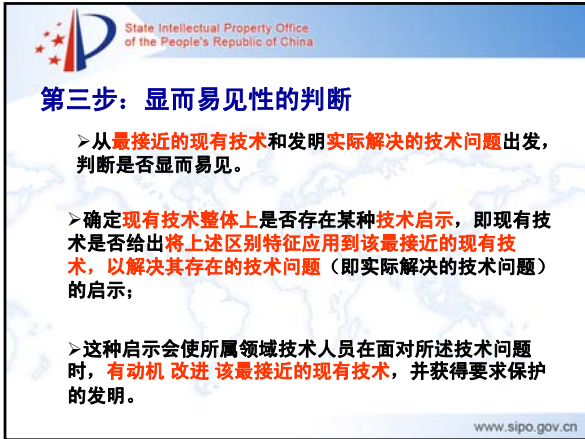 State Intellectual Property Office
of the People's Republic of China
第三步：显而易见性的判断
➢从最接近的现有技术和发明实际解决的技术问题出发，
判断是否显而易见。
➢确定现有技术整体上是否存在某种技术启示，即现有技
术是否给出将上述区别特征应用到该最接近的现有技
术，以解决其存在的技术问题（即实际解决的技术问题）
的启示；
➢这种启示会使所属领域技术人员在面对所述技术问题
时，有动机 改进 该最接近的现有技术，并获得要求保护
的发明。
www.sipo.gov.cn